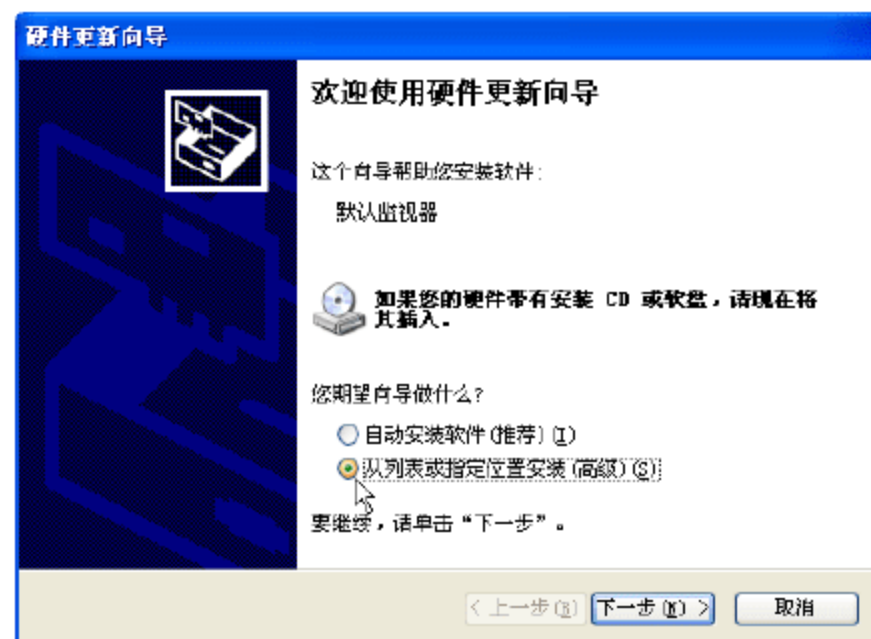 硬件更新向导
欢迎使用硬件更新向导
这个向导帮助您安装软件:
默认监视器
如果您的硬件带有安装 CD 或软盘，请现在将
其插入。
您期望向导做什么?
自动安装软件(推荐)(I)
从列表或指定位置安装(高级)(S)
要继续，请单击“下一步”。
< 上一步(B)
下一步(N) >
取消